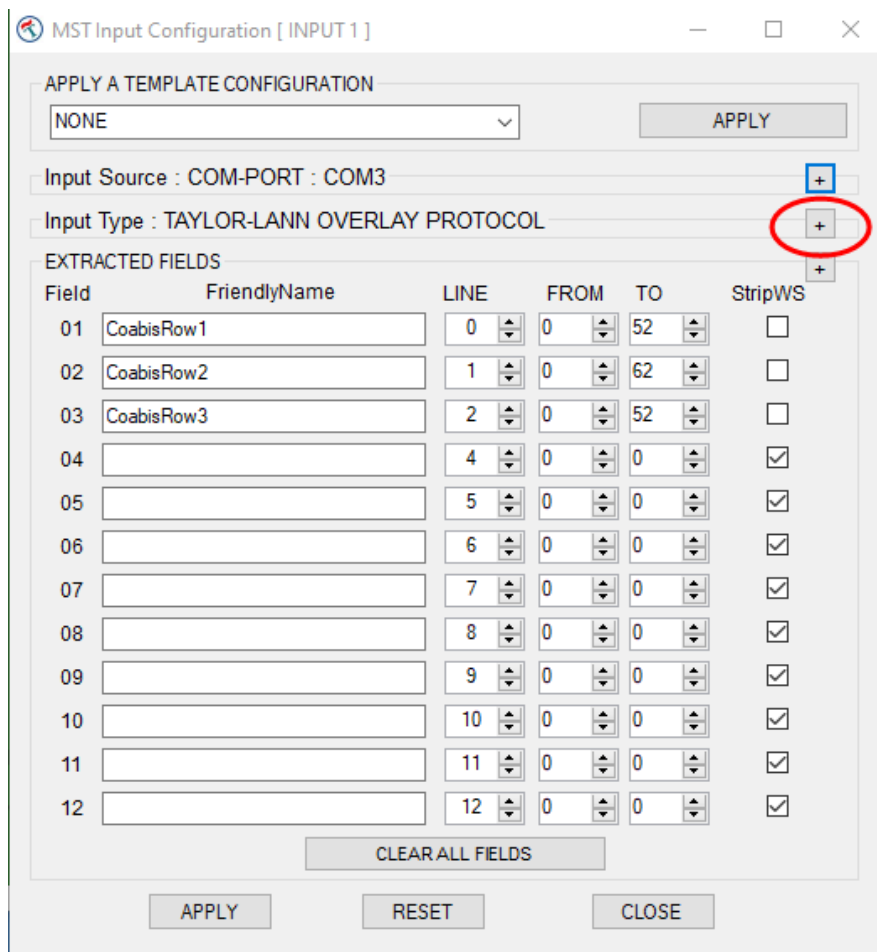 MST Input Configuration [ INPUT 1 ]
APPLY A TEMPLATE CONFIGURATION
NONE APPLY
Input Source : COM-PORT : COM3 +
Input Type : TAYLOR-LANN OVERLAY PROTOCOL +
EXTRACTED FIELDS +
Field FriendlyName LINE FROM TO StripWS
01 CoabisRow1 0 0 52
02 CoabisRow2 1 0 62
03 CoabisRow3 2 0 52
04 4 0 0
05 5 0 0
06 6 0 0
07 7 0 0
08 8 0 0
09 9 0 0
10 10 0 0
11 11 0 0
12 12 0 0
CLEAR ALL FIELDS
APPLY RESET CLOSE